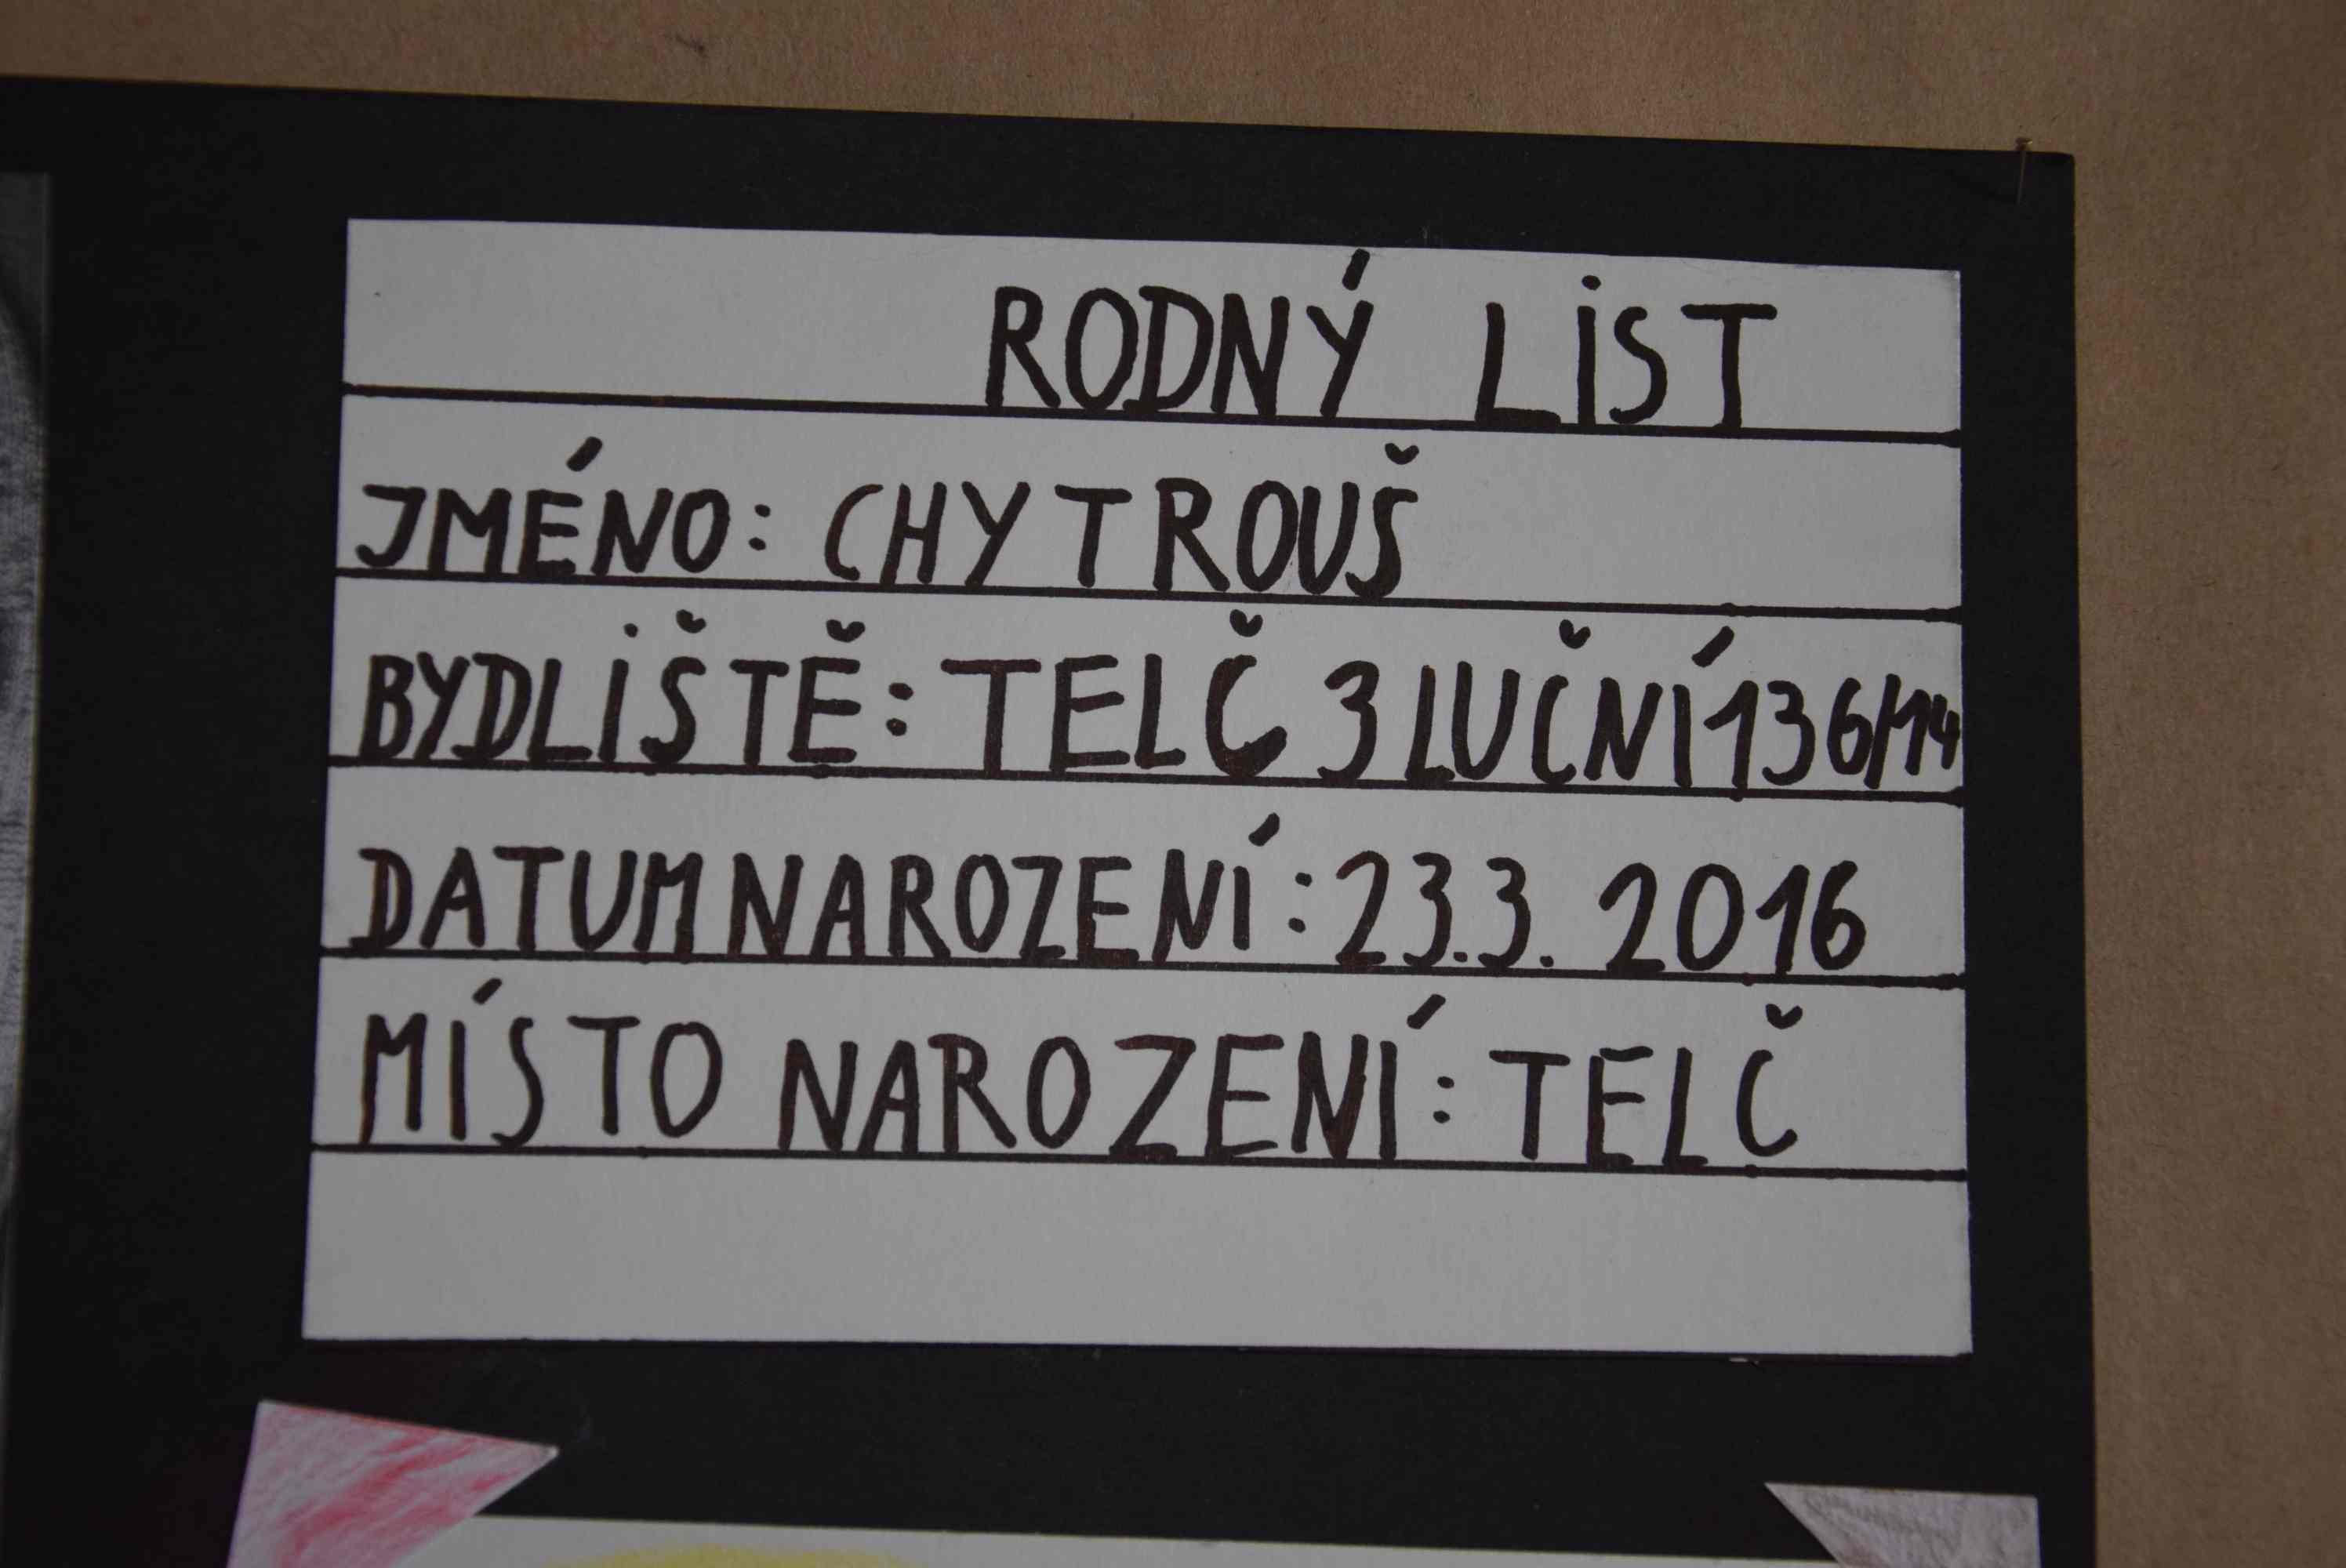 RODNÝ LiST
JMÉNO: CHYTROUŠ
BYDLiŠTĚ: TELČ 3 LUČNÍ 136/14
DATUM NAROZENÍ: 23.3. 2016
MÍSTO NAROZENÍ: TELČ